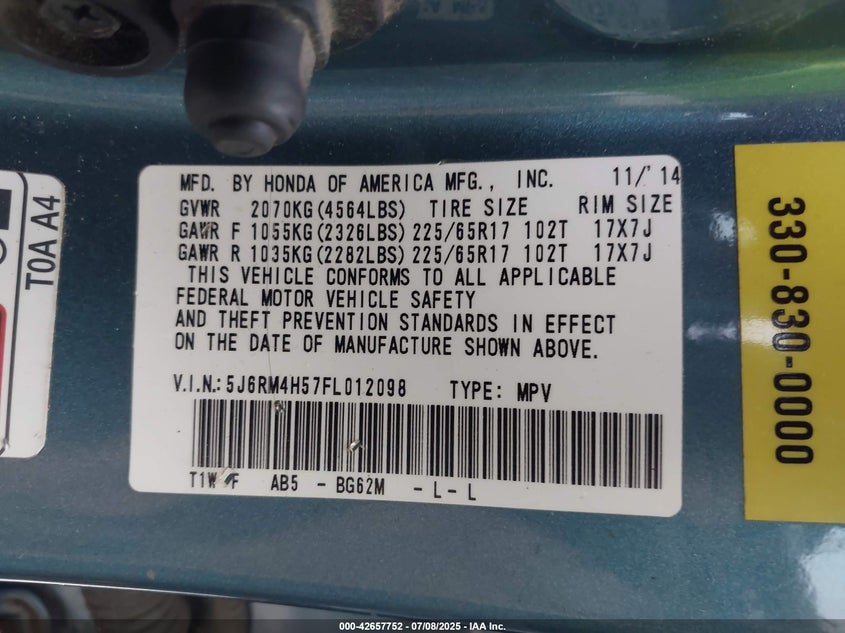 MFD. BY HONDA OF AMERICA MFG., INC. 11/'14
GVWR 2070KG(4564LBS) TIRE SIZE RIM SIZE
GAWR F 1055KG(2326LBS) 225/65R17 102T 17X7J
GAWR R 1035KG(2282LBS) 225/65R17 102T 17X7J
THIS VEHICLE CONFORMS TO ALL APPLICABLE
FEDERAL MOTOR VEHICLE SAFETY
AND THEFT PREVENTION STANDARDS IN EFFECT
ON THE DATE OF MANUFACTURE SHOWN ABOVE.
V.I.N.: 5J6RM4H57FL012098 TYPE: MPV
AB5 - BG62M - L - L
T0A A4
330-830-0000
000-42657752 - 07/08/2025 - IAA Inc.